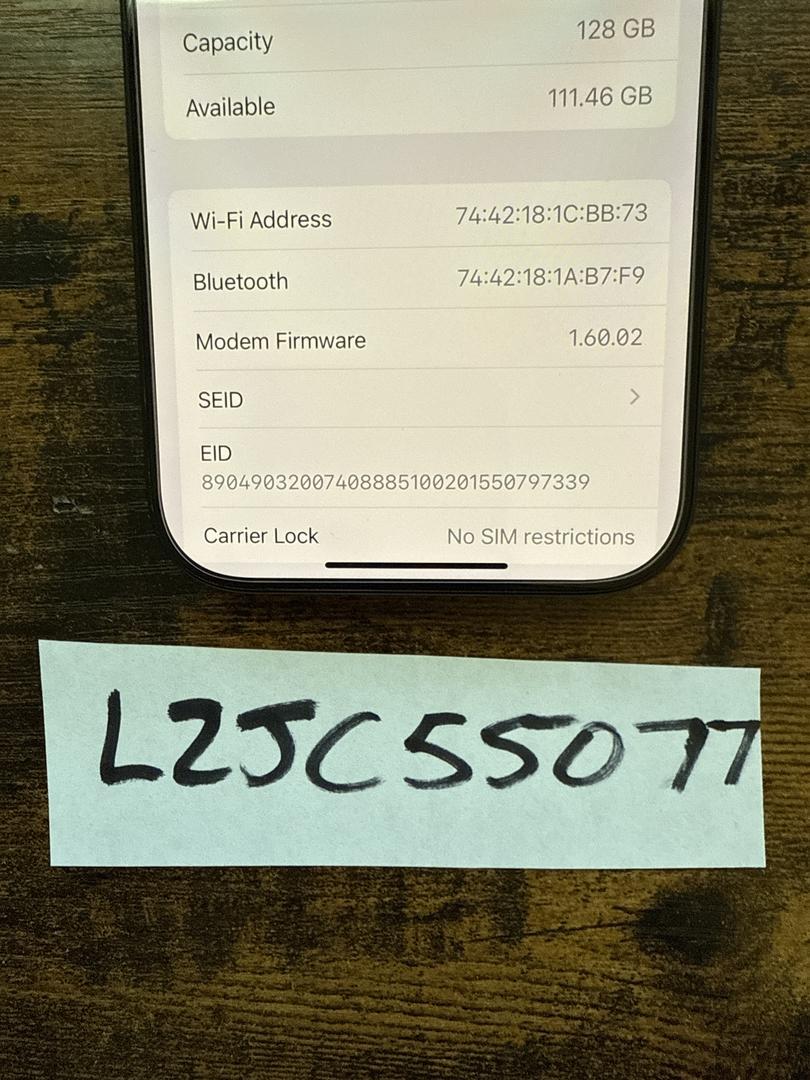 Capacity 128 GB
Available 111.46 GB
Wi-Fi Address 74:42:18:1C:BB:73
Bluetooth 74:42:18:1A:B7:F9
Modem Firmware 1.60.02
SEID
EID
89049032007408885100201550797339
Carrier Lock No SIM restrictions
L2JC55077